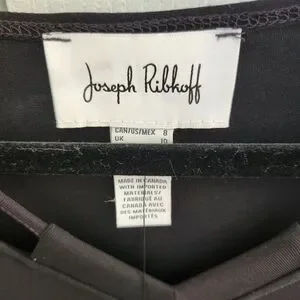 Joseph Ribkoff
CAN/US/MEX 8
UK 10
MADE IN CANADA
WITH IMPORTED
MATERIALS/
FABRIQUÉ AU
CANADA AVEC
DES MATÉRIAUX
IMPORTÉS